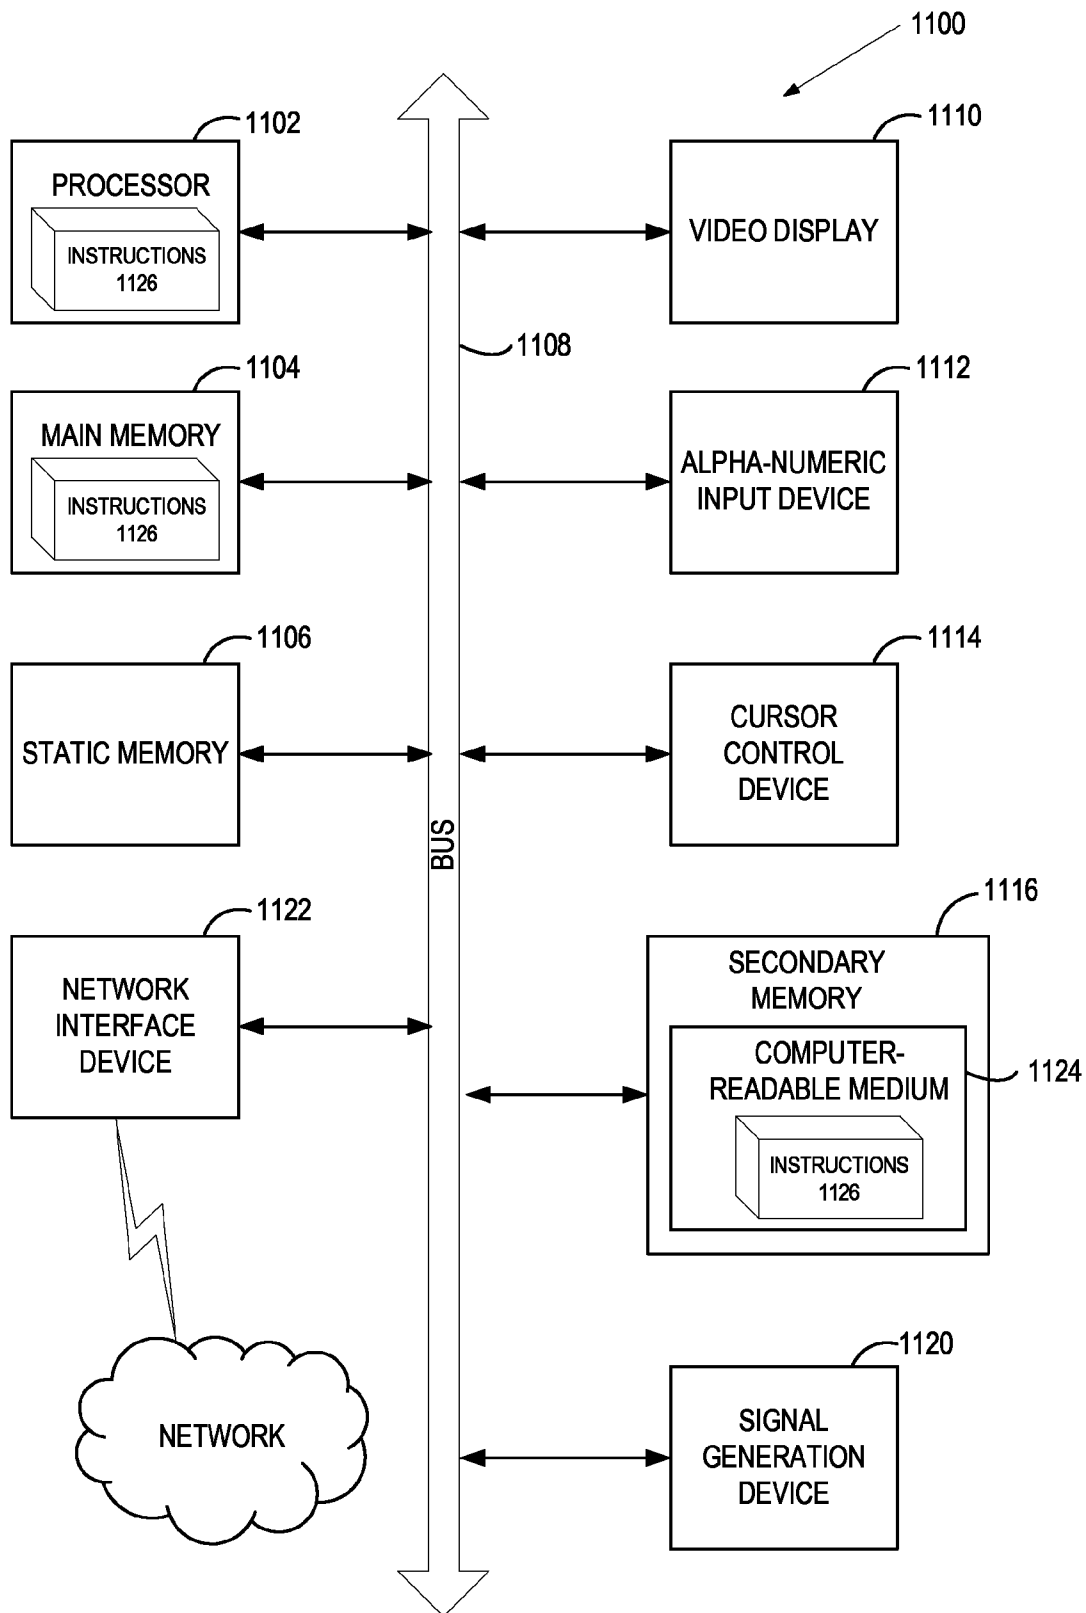 1100
1102
PROCESSOR
INSTRUCTIONS
1126
1110
VIDEO DISPLAY
1108
1104
MAIN MEMORY
INSTRUCTIONS
1126
1112
ALPHA-NUMERIC
INPUT DEVICE
1106
STATIC MEMORY
1114
CURSOR
CONTROL
DEVICE
BUS
1122
NETWORK
INTERFACE
DEVICE
1116
SECONDARY
MEMORY
COMPUTER-
READABLE MEDIUM
1124
INSTRUCTIONS
1126
NETWORK
1120
SIGNAL
GENERATION
DEVICE